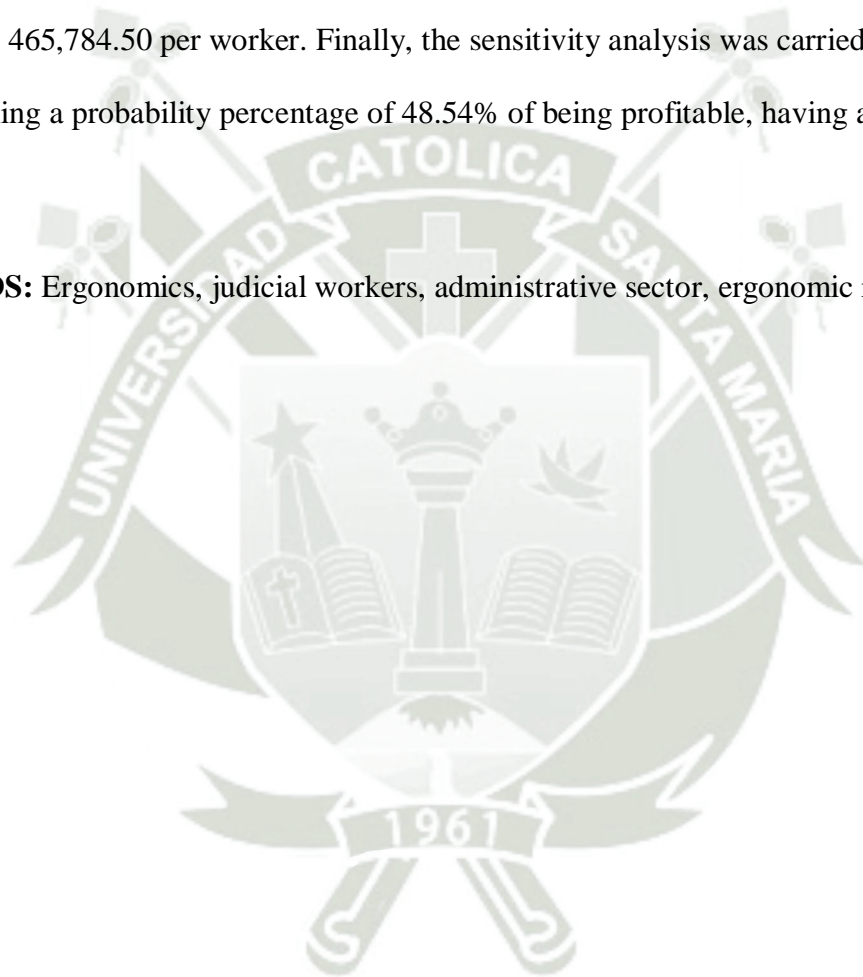 465,784.50 per worker. Finally, the sensitivity analysis was carried
ing a probability percentage of 48.54% of being profitable, having a
OS: Ergonomics, judicial workers, administrative sector, ergonomic
UNIVERSIDAD CATOLICA SANTA MARIA
1961